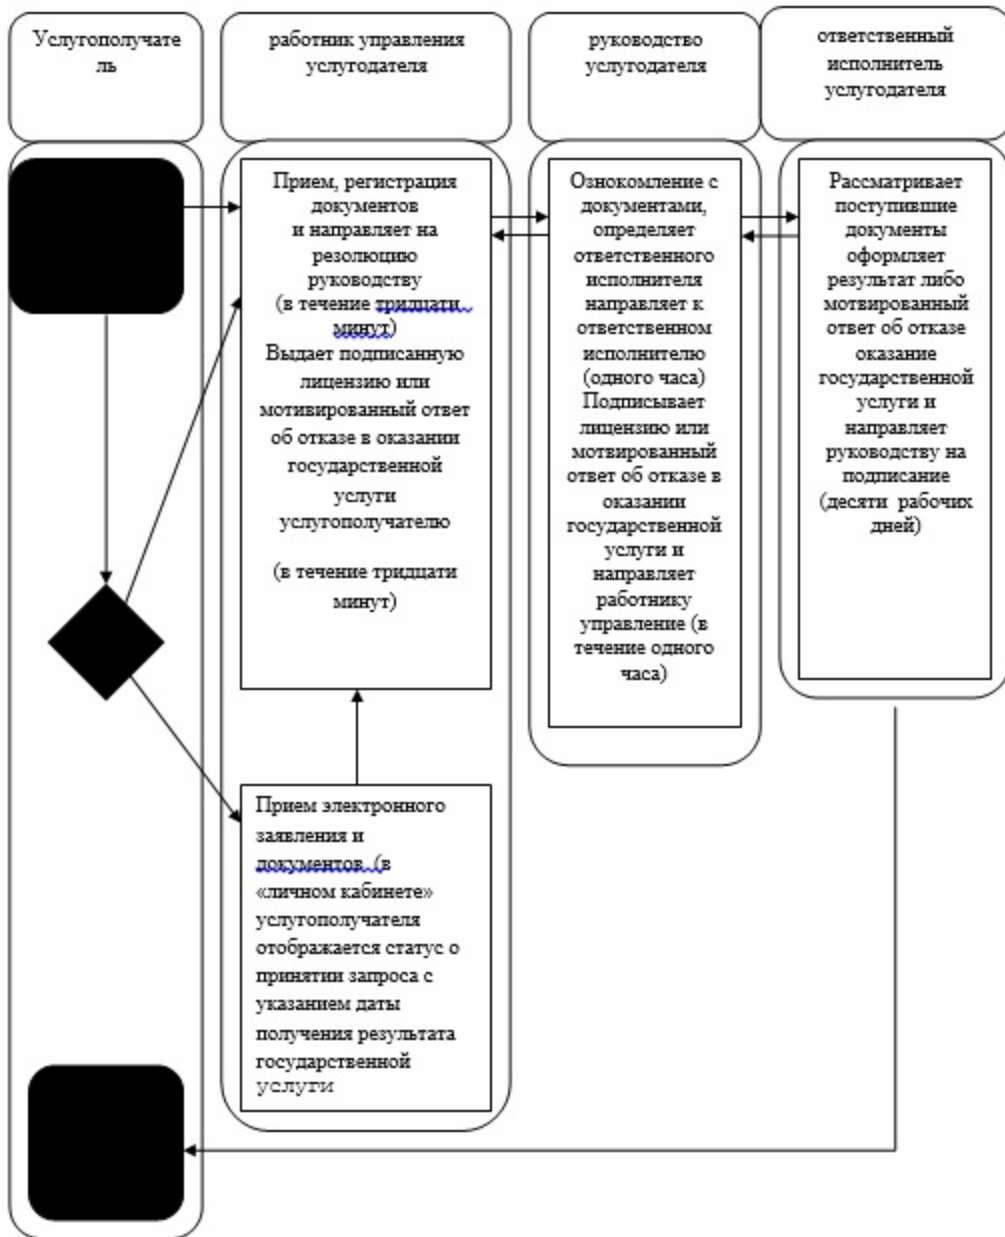 Услугополучате
ль
работник управления
услугодателя
руководство
услугодателя
ответственный
исполнитель
услугодателя
Прием, регистрация
документов
и направляет на
резолюцию
руководству
(в течение тридцати
минут)
Выдает подписанную
лицензию или
мотивированный ответ
об отказе в оказании
государственной
услуги
услугополучателю
(в течение тридцати
минут)
Ознокомление с
документами,
определяет
ответственного
исполнителя
направляет к
ответственном
исполнителю
(одного часа)
Подписывает
лицензию или
мотвированный
ответ об отказе в
оказании
государственной
услуги и
направляет
работнику
управление (в
течение одного
часа)
Рассматривает
поступившие
документы
оформляет
результат либо
мотвированный
ответ об отказе
оказание
государственной
услуги и
направляет
руководству на
подписание
(десяти рабочих
дней)
Прием электронного
заявления и
документов (в
«личном кабинете»
услугополучателя
отображается статус о
принятии запроса с
указанием даты
получения результата
государственной
услуги